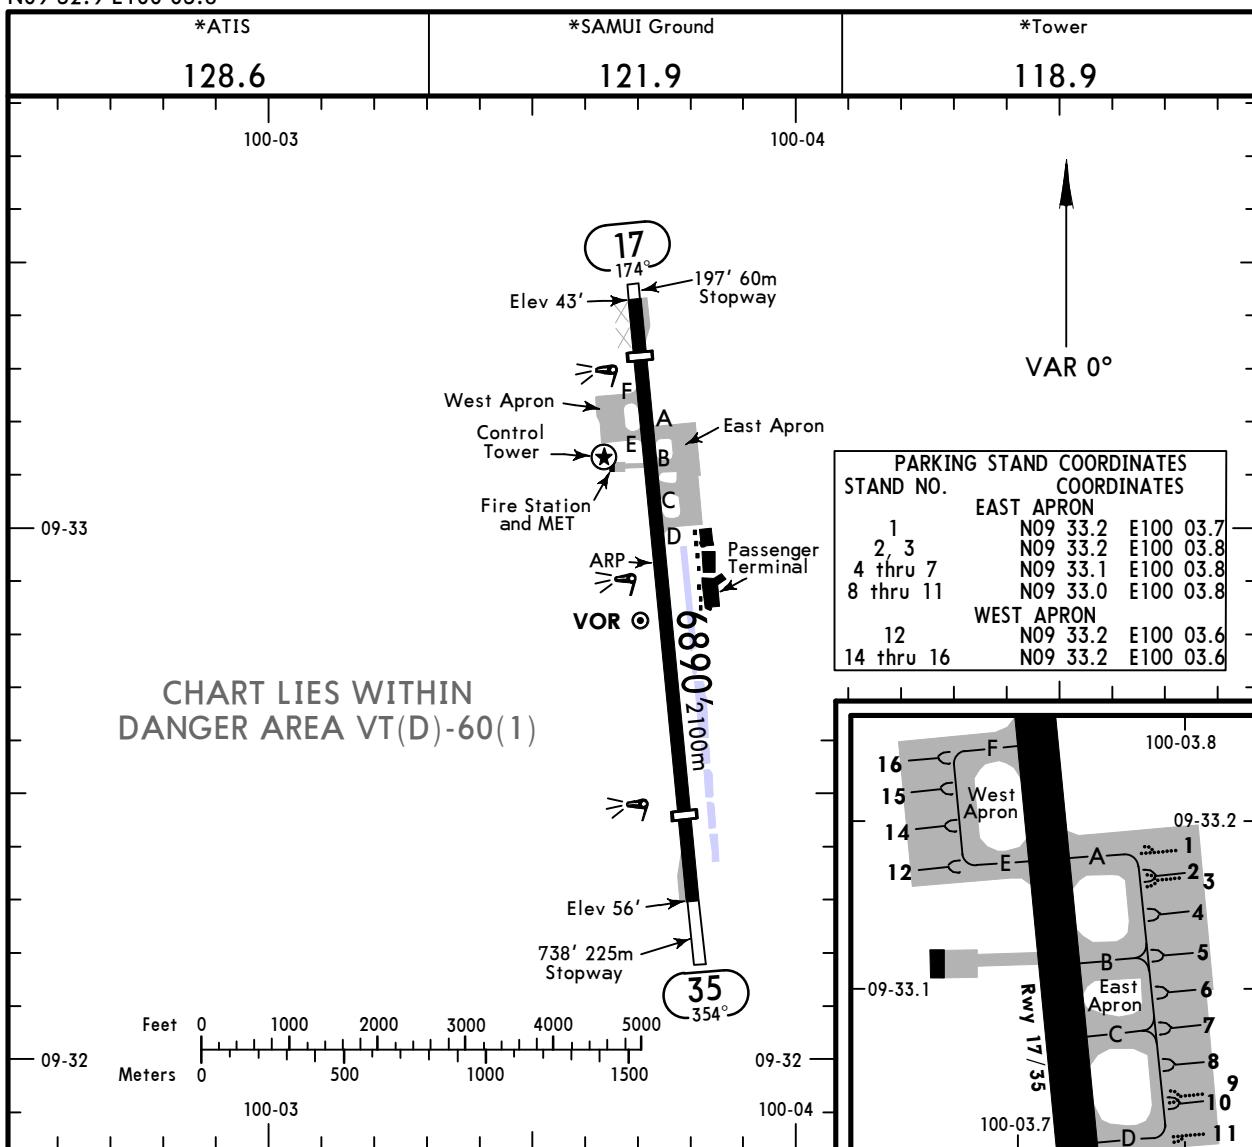 *ATIS
128.6
*SAMUI Ground
121.9
*Tower
118.9
100-03
100-04
17
174°
197' 60m
Stopway
Elev 43'
VAR 0°
F
West Apron
A
East Apron
Control
Tower
E
B
Fire Station
and MET
C
09-33
D
ARP
Passenger
Terminal
VOR
6890'
2100m
CHART LIES WITHIN
DANGER AREA VT(D)-60(1)
PARKING STAND COORDINATES
STAND NO. COORDINATES
EAST APRON
1 N09 33.2 E100 03.7
2, 3 N09 33.2 E100 03.8
4 thru 7 N09 33.1 E100 03.8
8 thru 11 N09 33.0 E100 03.8
WEST APRON
12 N09 33.2 E100 03.6
14 thru 16 N09 33.2 E100 03.6
Elev 56'
738' 225m
Stopway
35
354°
Feet 0 1000 2000 3000 4000 5000
Meters 0 500 1000 1500
09-32
09-32
100-03
100-04
100-03.8
16
F
15
West
Apron
14
09-33.2
12
E
A
1
2
3
4
B
5
09-33.1
East
Apron
6
C
7
Rwy 17/35
8
9
10
100-03.7
D
11